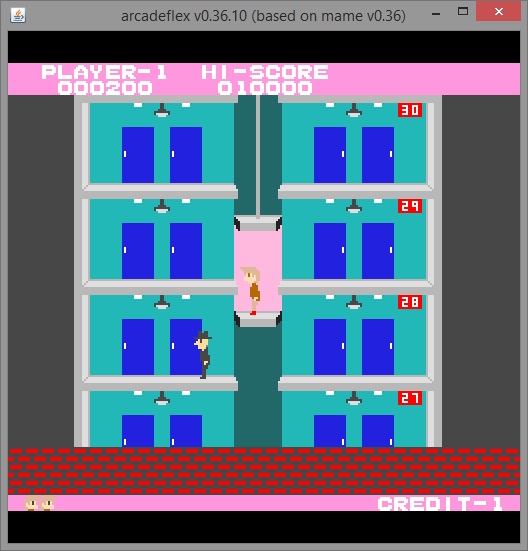 arcadeflex v0.36.10 (based on mame v0.36)
PLAYER-1 HI-SCORE
000200 010000
30
29
28
27
CREDIT-1